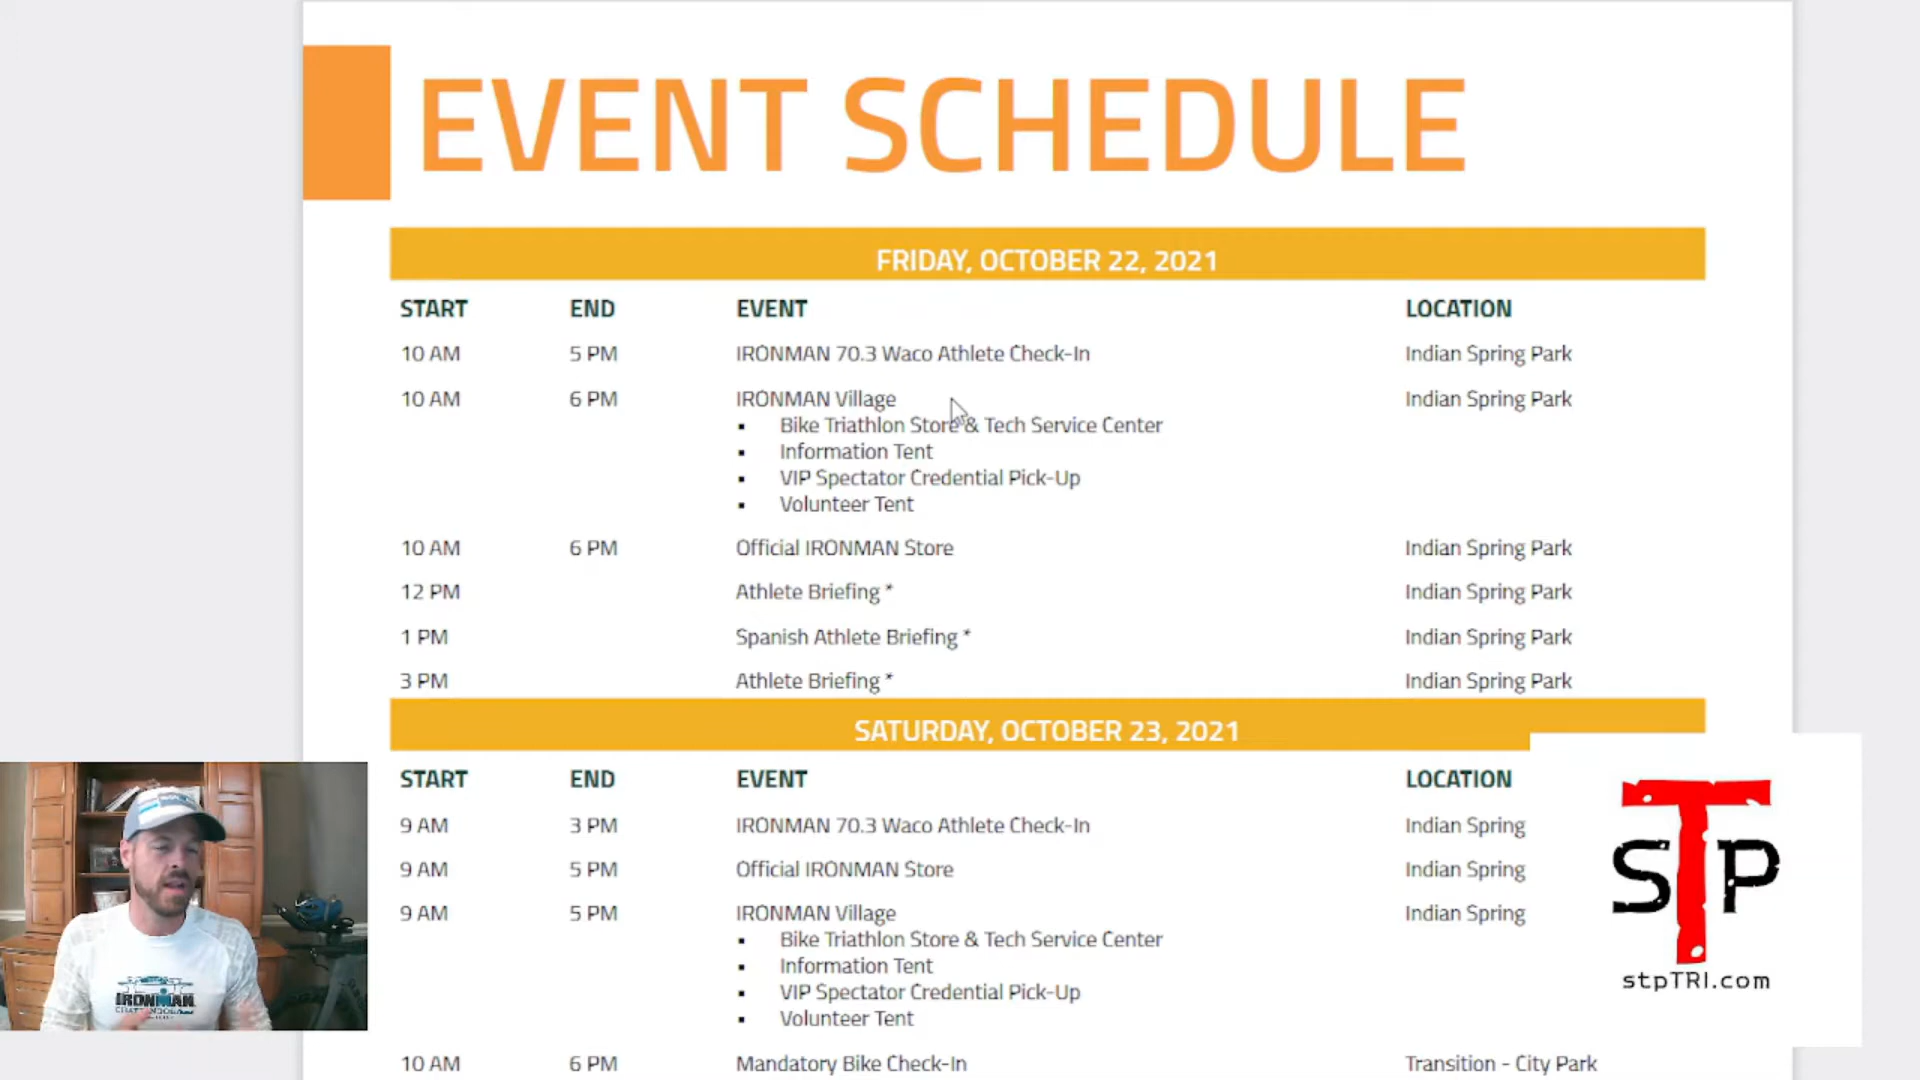 EVENT SCHEDULE
FRIDAY, OCTOBER 22, 2021
START END EVENT LOCATION
10 AM 5 PM IRONMAN 70.3 Waco Athlete Check-In Indian Spring Park
10 AM 6 PM IRONMAN Village Indian Spring Park
▪ Bike Triathlon Store & Tech Service Center
▪ Information Tent
▪ VIP Spectator Credential Pick-Up
▪ Volunteer Tent
10 AM 6 PM Official IRONMAN Store Indian Spring Park
12 PM Athlete Briefing * Indian Spring Park
1 PM Spanish Athlete Briefing * Indian Spring Park
3 PM Athlete Briefing * Indian Spring Park
SATURDAY, OCTOBER 23, 2021
START END EVENT LOCATION
9 AM 3 PM IRONMAN 70.3 Waco Athlete Check-In Indian Spring
9 AM 5 PM Official IRONMAN Store Indian Spring
9 AM 5 PM IRONMAN Village Indian Spring
▪ Bike Triathlon Store & Tech Service Center
▪ Information Tent
▪ VIP Spectator Credential Pick-Up
▪ Volunteer Tent
10 AM 6 PM Mandatory Bike Check-In Transition - City Park
STP
stpTRI.com
IRONMAN